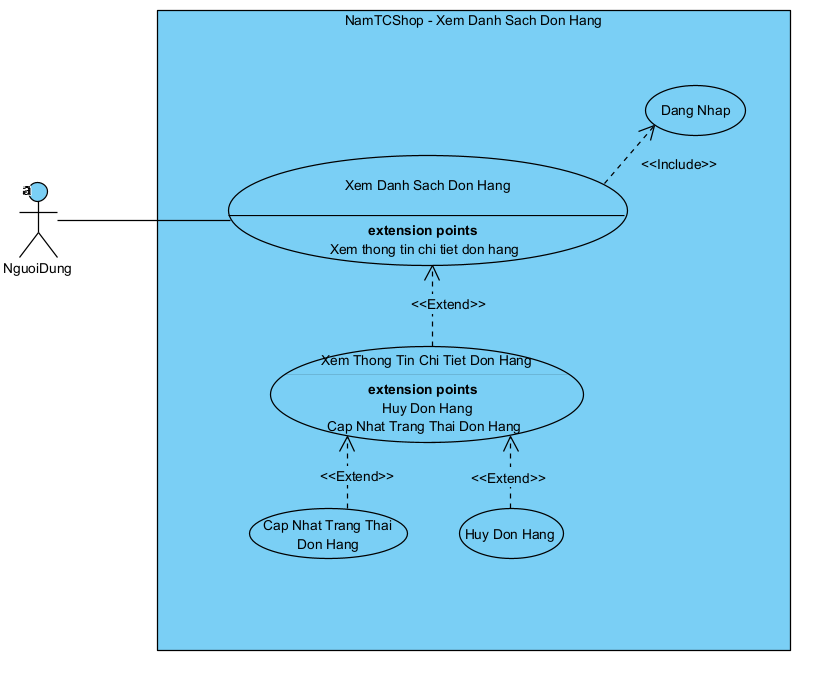 NamTCShop - Xem Danh Sach Don Hang
Dang Nhap
<<Include>>
Xem Danh Sach Don Hang
extension points
Xem thong tin chi tiet don hang
a
NguoiDung
<<Extend>>
Xem Thong Tin Chi Tiet Don Hang
extension points
Huy Don Hang
Cap Nhat Trang Thai Don Hang
<<Extend>>
<<Extend>>
Cap Nhat Trang Thai
Don Hang
Huy Don Hang